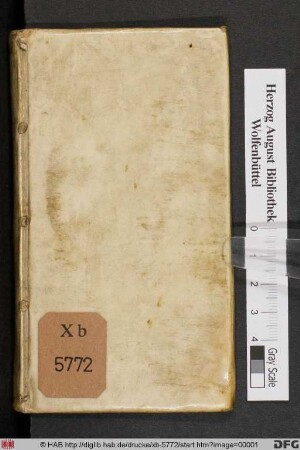 X b
5772
Herzog August Bibliothek
Wolfenbüttel
0
1
2
3
4
Gray Scale
© HAB http://diglib.hab.de/drucke/xb-5772/start.htm?image=00001
DFG